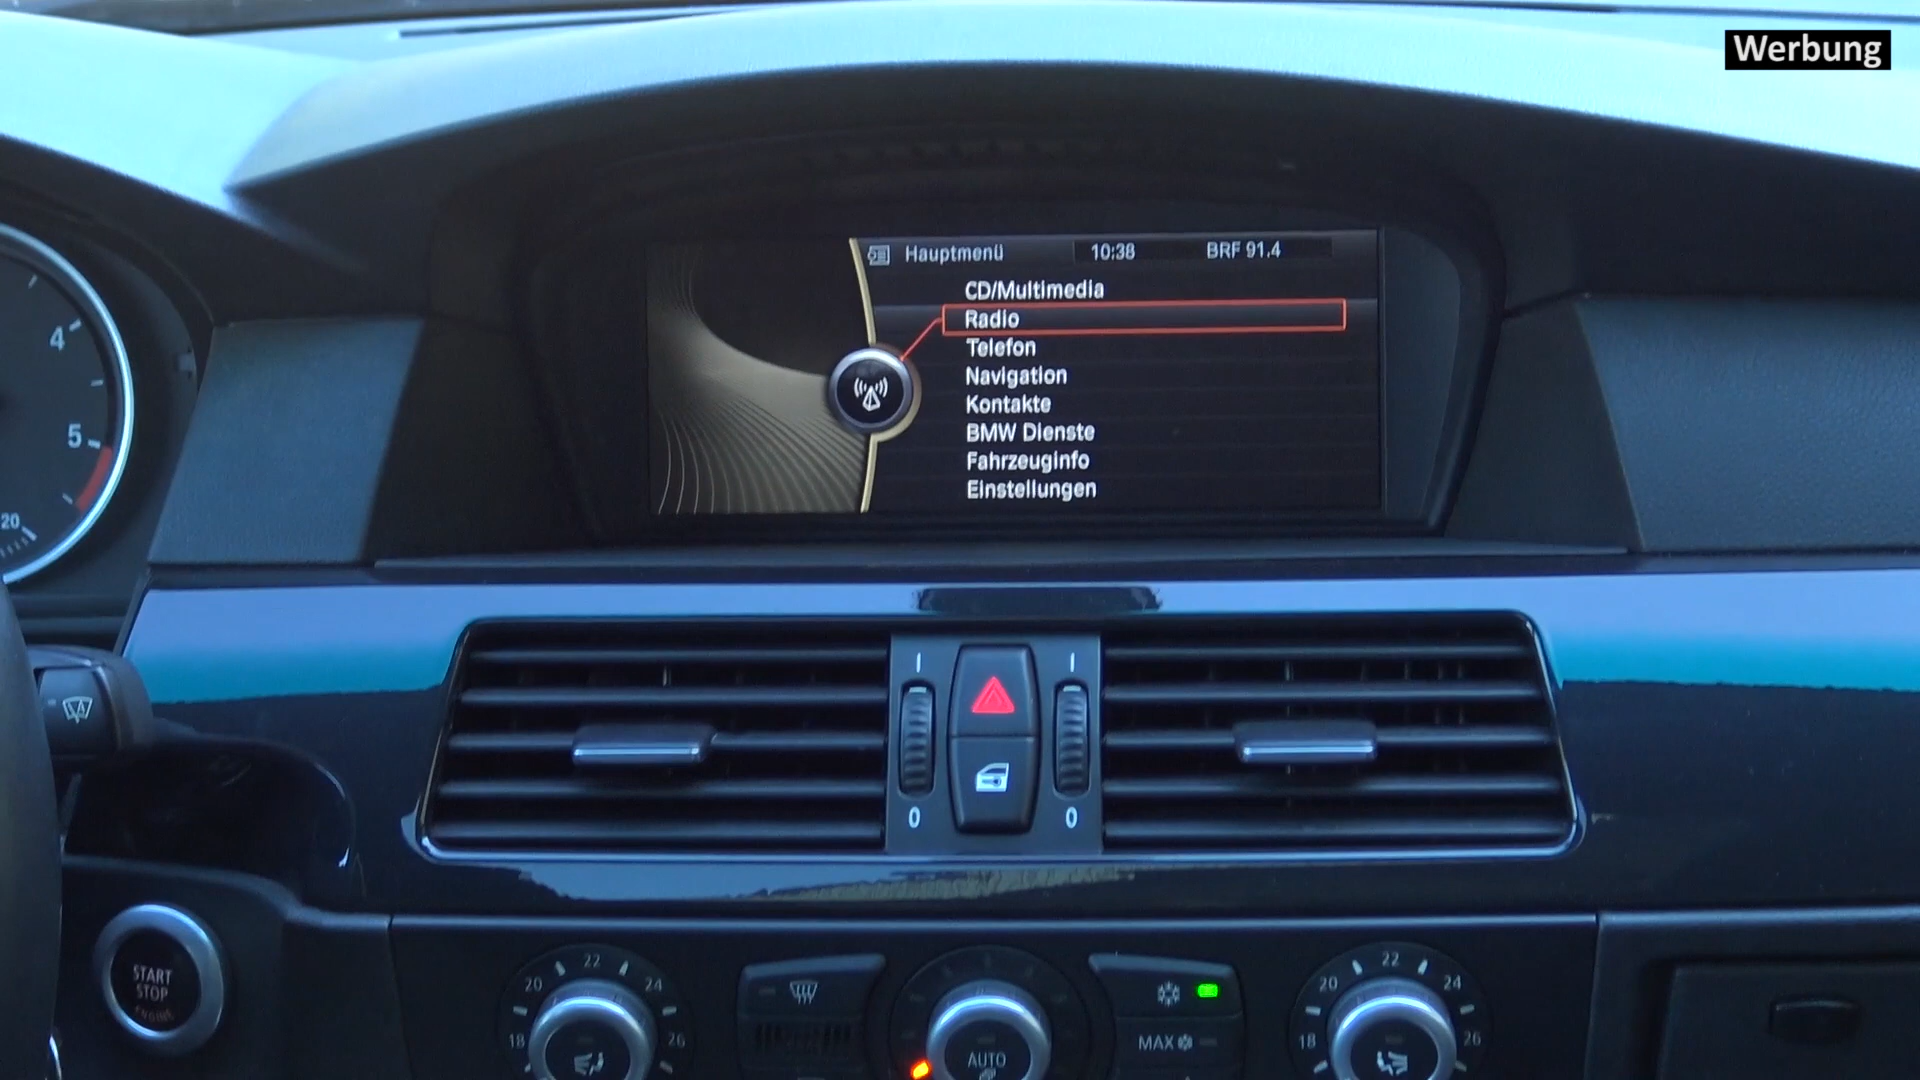 Werbung
Hauptmenü 10:38 BRF 91.4
CD/Multimedia
Radio
Telefon
Navigation
Kontakte
BMW Dienste
Fahrzeuginfo
Einstellungen
4
5
20
I I
0 0
START
STOP
ENGINE
18 20 22 24 26
AUTO
MAX
18 20 22 24 26